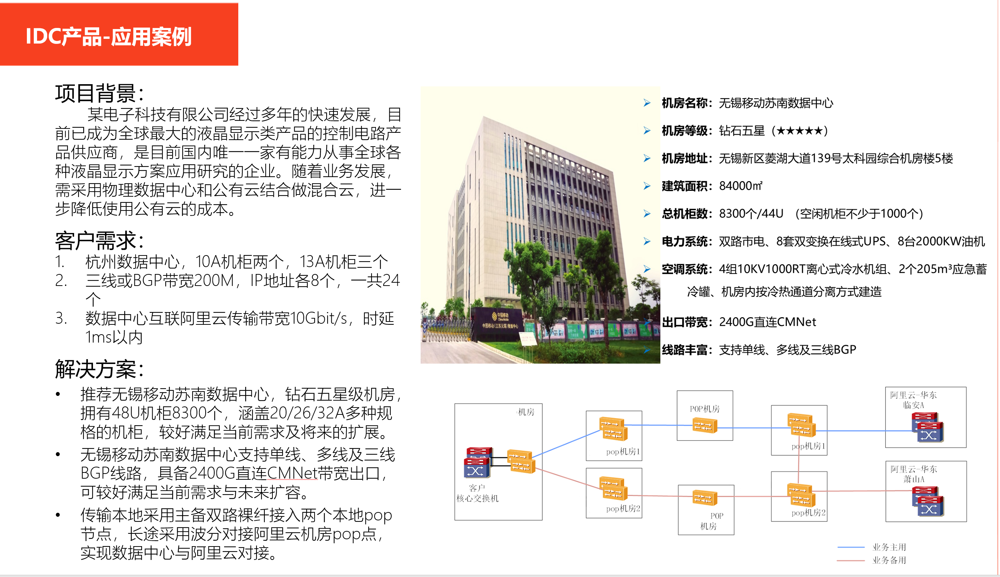 IDC产品-应用案例
项目背景：
某电子科技有限公司经过多年的快速发展，目
前已成为全球最大的液晶显示类产品的控制电路产
品供应商，是目前国内唯一一家有能力从事全球各
种液晶显示方案应用研究的企业。随着业务发展，
需采用物理数据中心和公有云结合做混合云，进一
步降低使用公有云的成本。
客户需求：
1. 杭州数据中心，10A机柜两个，13A机柜三个
2. 三线或BGP带宽200M，IP地址各8个，一共24
个
3. 数据中心互联阿里云传输带宽10Gbit/s，时延
1ms以内
解决方案：
• 推荐无锡移动苏南数据中心，钻石五星级机房，
拥有48U机柜8300个，涵盖20/26/32A多种规
格的机柜，较好满足当前需求及将来的扩展。
• 无锡移动苏南数据中心支持单线、多线及三线
BGP线路，具备2400G直连CMNet带宽出口，
可较好满足当前需求与未来扩容。
• 传输本地采用主备双路裸纤接入两个本地pop
节点，长途采用波分对接阿里云机房pop点，
实现数据中心与阿里云对接。
中国移动
China Mobile
中国移动(江苏无锡)数据中心
➢ 机房名称：无锡移动苏南数据中心
➢ 机房等级：钻石五星（★★★★★）
➢ 机房地址：无锡新区菱湖大道139号太科园综合机房楼5楼
➢ 建筑面积：84000㎡
➢ 总机柜数：8300个/44U （空闲机柜不少于1000个）
➢ 电力系统：双路市电、8套双变换在线式UPS、8台2000KW油机
➢ 空调系统：4组10KV1000RT离心式冷水机组、2个205m³应急蓄
冷罐、机房内按冷热通道分离方式建造
➢ 出口带宽：2400G直连CMNet
➢ 线路丰富：支持单线、多线及三线BGP
机房
客户
核心交换机
pop机房1
pop机房2
POP机房
POP
机房
pop机房1
pop机房2
阿里云-华东
临安A
阿里云-华东
萧山A
业务主用
业务备用